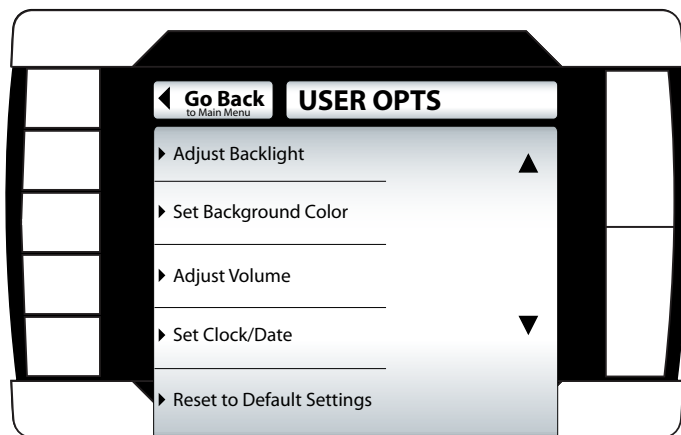 Go Back
to Main Menu
USER OPTS
Adjust Backlight
Set Background Color
Adjust Volume
Set Clock/Date
Reset to Default Settings